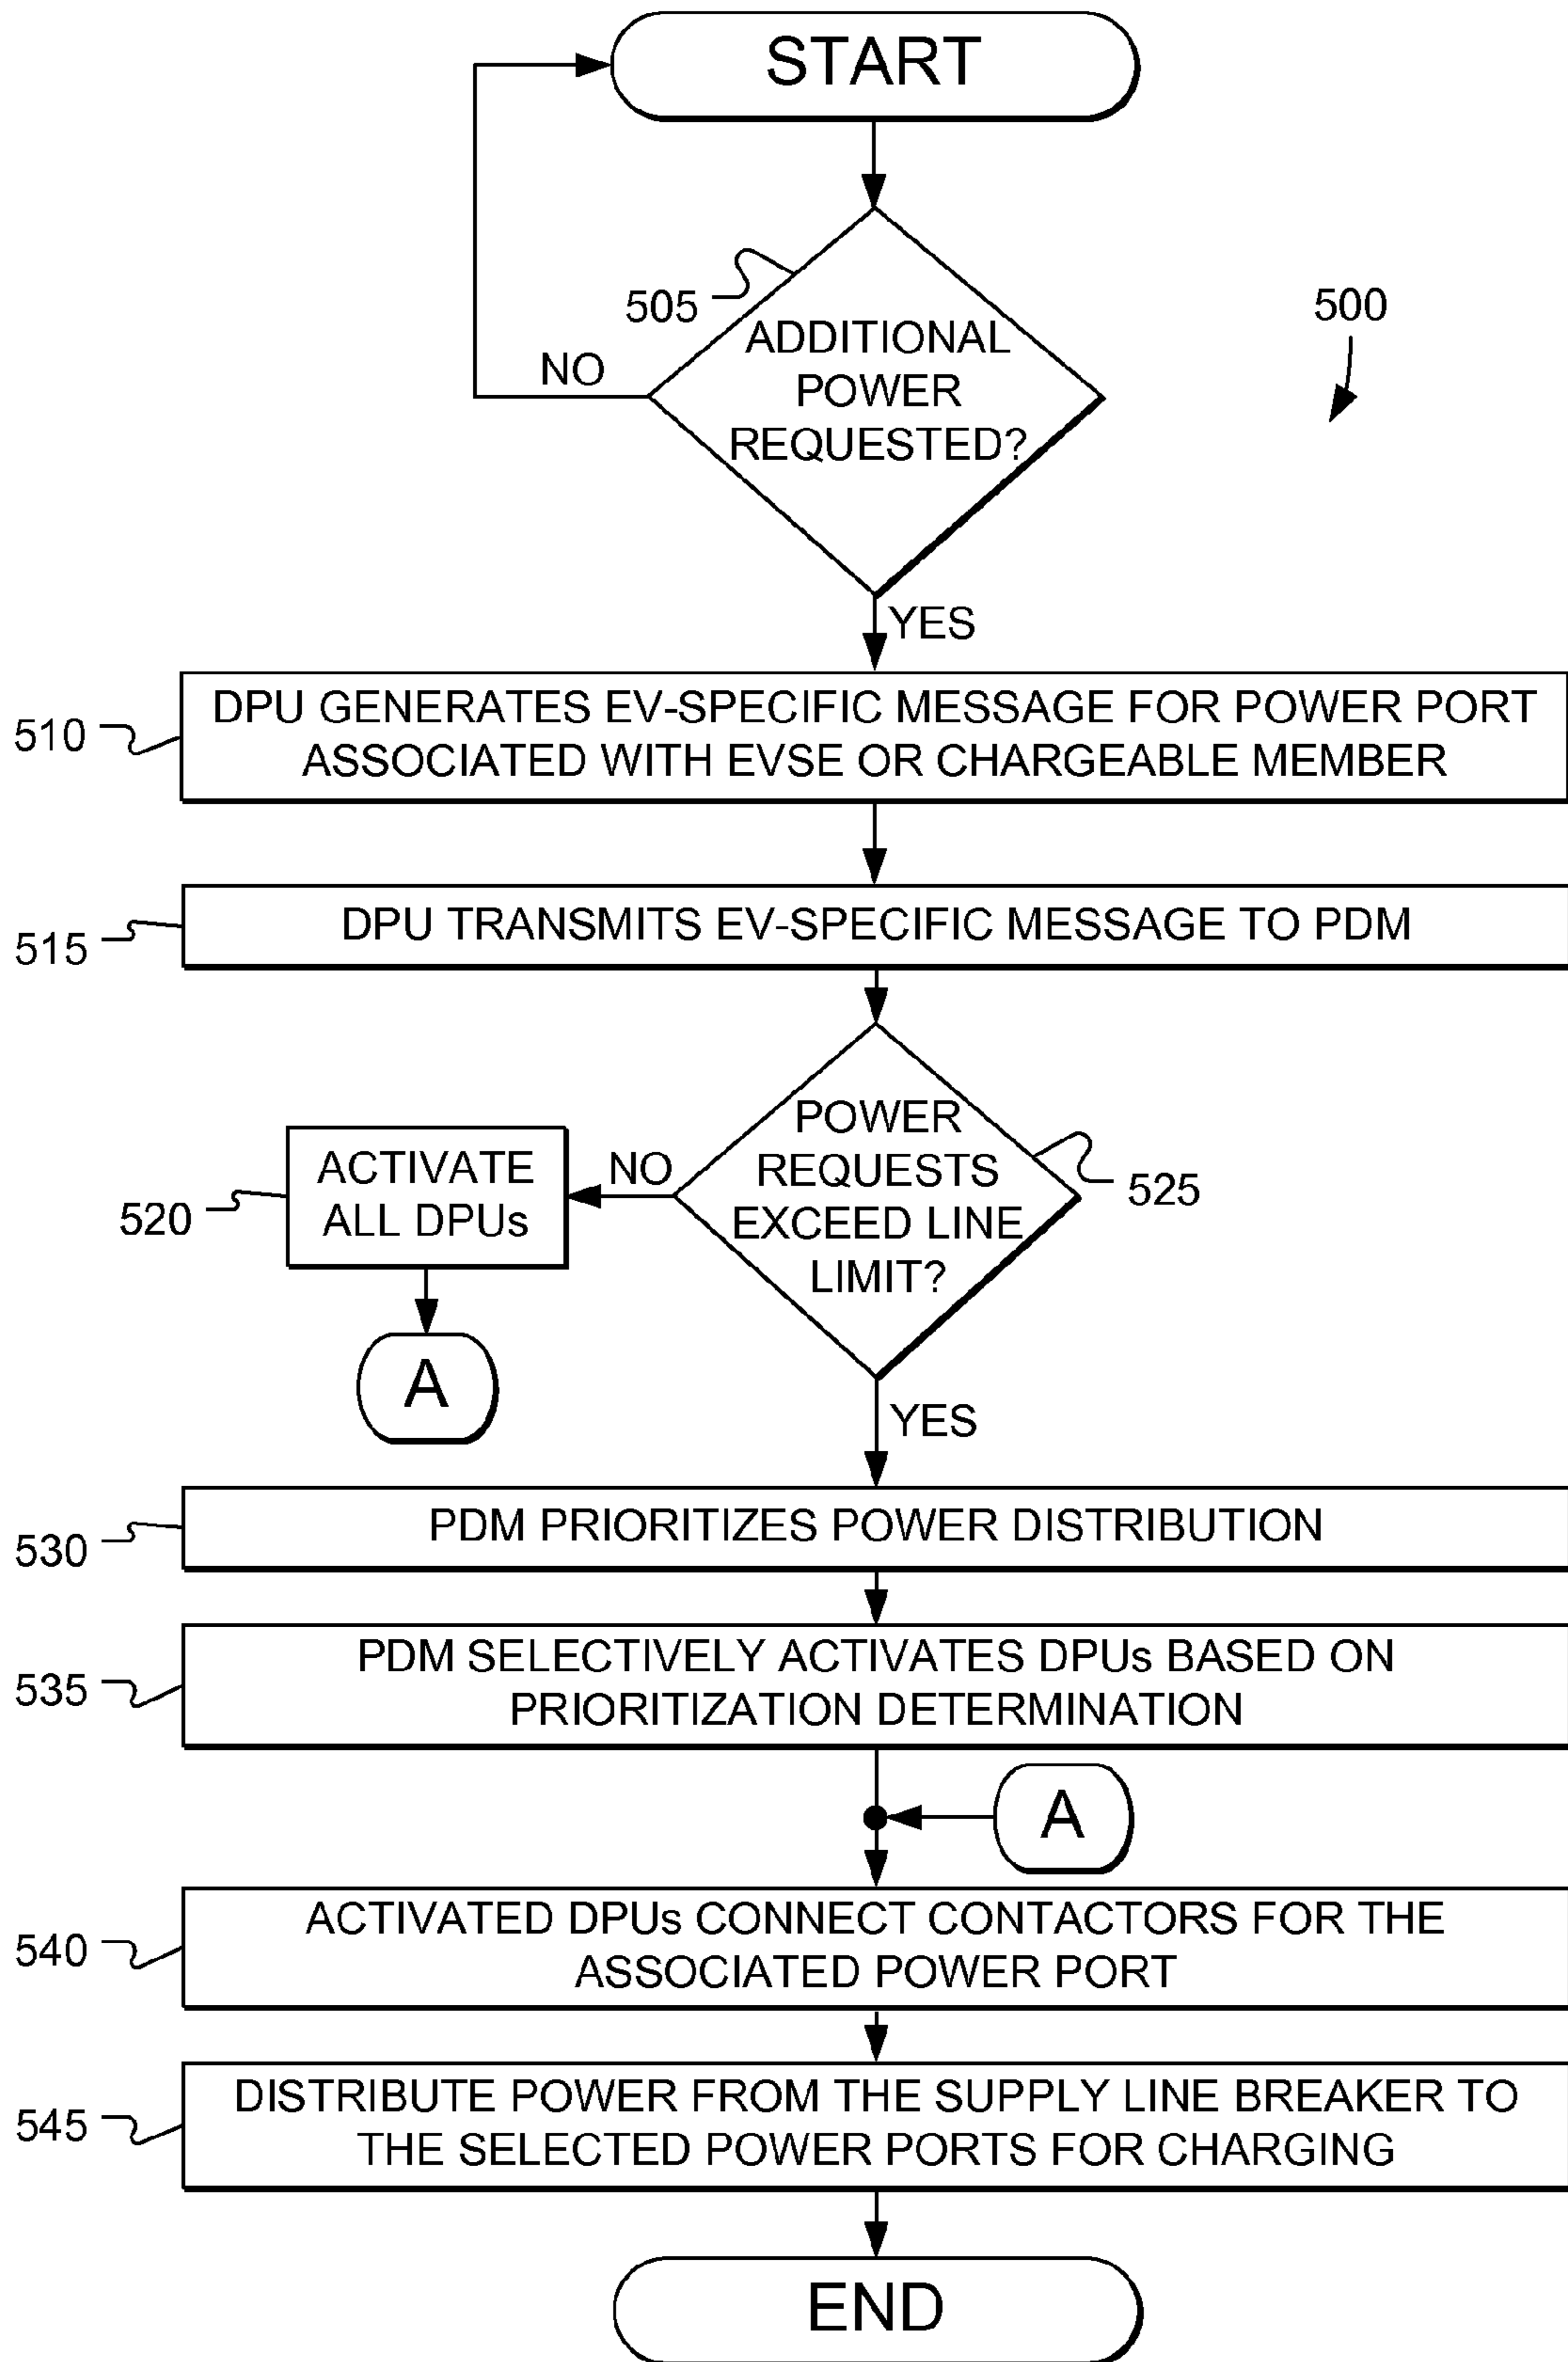 START
505
ADDITIONAL
POWER
REQUESTED?
500
NO
YES
510
DPU GENERATES EV-SPECIFIC MESSAGE FOR POWER PORT
ASSOCIATED WITH EVSE OR CHARGEABLE MEMBER
515
DPU TRANSMITS EV-SPECIFIC MESSAGE TO PDM
POWER
REQUESTS
EXCEED LINE
LIMIT?
525
NO
520
ACTIVATE
ALL DPUs
A
YES
530
PDM PRIORITIZES POWER DISTRIBUTION
535
PDM SELECTIVELY ACTIVATES DPUs BASED ON
PRIORITIZATION DETERMINATION
A
540
ACTIVATED DPUs CONNECT CONTACTORS FOR THE
ASSOCIATED POWER PORT
545
DISTRIBUTE POWER FROM THE SUPPLY LINE BREAKER TO
THE SELECTED POWER PORTS FOR CHARGING
END